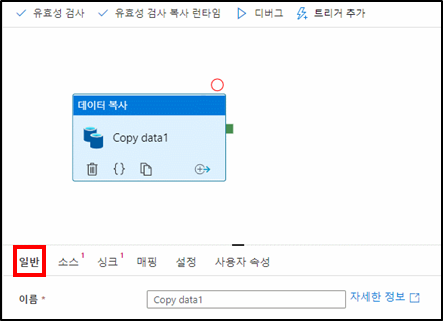 유효성 검사 유효성 검사 복사 런타임 디버그 트리거 추가
데이터 복사
Copy data1
{}
일반 소스 1 싱크 1 매핑 설정 사용자 속성
이름 * Copy data1 자세한 정보